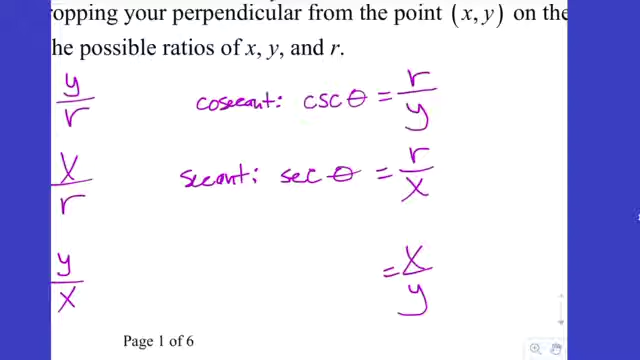 ropping your perpendicular from the point (x, y) on the
he possible ratios of x, y, and r.
y/r cosecant: csc θ = r/y
x/r secant: sec θ = r/x
y/x = x/y
Page 1 of 6